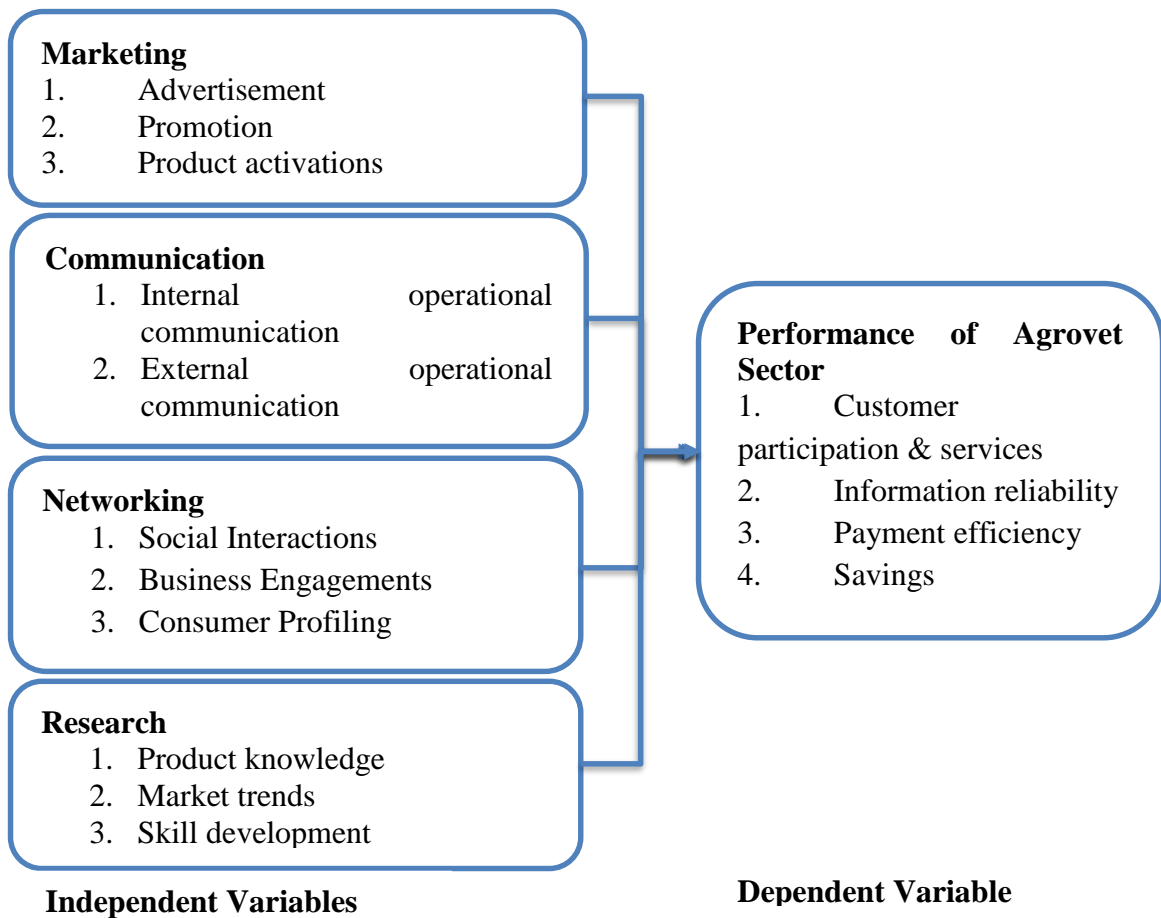 Marketing
1. Advertisement
2. Promotion
3. Product activations
Communication
1. Internal operational
communication
2. External operational
communication
Networking
1. Social Interactions
2. Business Engagements
3. Consumer Profiling
Research
1. Product knowledge
2. Market trends
3. Skill development
Independent Variables
Performance of Agrovet
Sector
1. Customer
participation & services
2. Information reliability
3. Payment efficiency
4. Savings
Dependent Variable